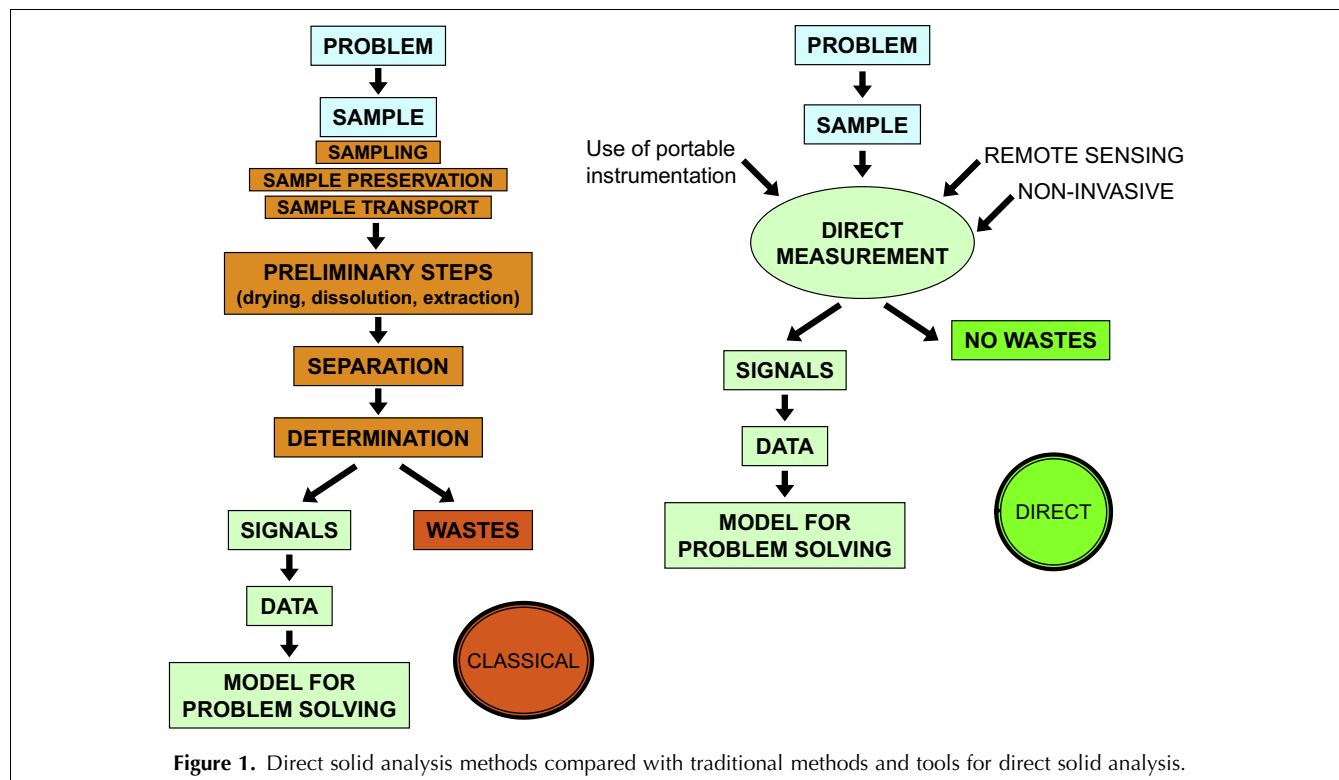 PROBLEM
SAMPLE
SAMPLING
SAMPLE PRESERVATION
SAMPLE TRANSPORT
PRELIMINARY STEPS
(drying, dissolution, extraction)
SEPARATION
DETERMINATION
SIGNALS
WASTES
DATA
MODEL FOR
PROBLEM SOLVING
CLASSICAL
PROBLEM
SAMPLE
Use of portable
instrumentation
REMOTE SENSING
NON-INVASIVE
DIRECT
MEASUREMENT
NO WASTES
SIGNALS
DATA
MODEL FOR
PROBLEM SOLVING
DIRECT
Figure 1. Direct solid analysis methods compared with traditional methods and tools for direct solid analysis.